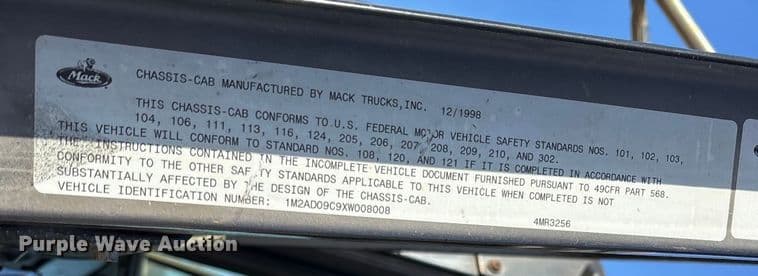 Mack
CHASSIS-CAB MANUFACTURED BY MACK TRUCKS, INC. 12/1998
THIS CHASSIS-CAB CONFORMS TO U.S. FEDERAL MOTOR VEHICLE SAFETY STANDARDS NOS. 101, 102, 103,
104, 106, 111, 113, 116, 124, 205, 206, 207, 208, 209, 210, AND 302.
THIS VEHICLE WILL CONFORM TO STANDARD NOS. 108, 120, AND 121 IF IT IS COMPLETED IN ACCORDANCE WITH
THE INSTRUCTIONS CONTAINED IN THE INCOMPLETE VEHICLE DOCUMENT FURNISHED PURSUANT TO 49CFR PART 568.
CONFORMITY TO THE OTHER SAFETY STANDARDS APPLICABLE TO THIS VEHICLE WHEN COMPLETED IS NOT
SUBSTANTIALLY AFFECTED BY THE DESIGN OF THE CHASSIS-CAB.
VEHICLE IDENTIFICATION NUMBER: 1M2AD09C9XW008008
4MR3256
Purple Wave Auction